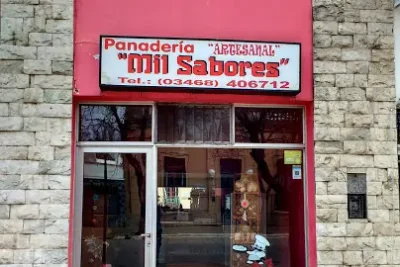 Panadería "ARTESANAL"
"Mil Sabores"
Tel.: (03468) 406712